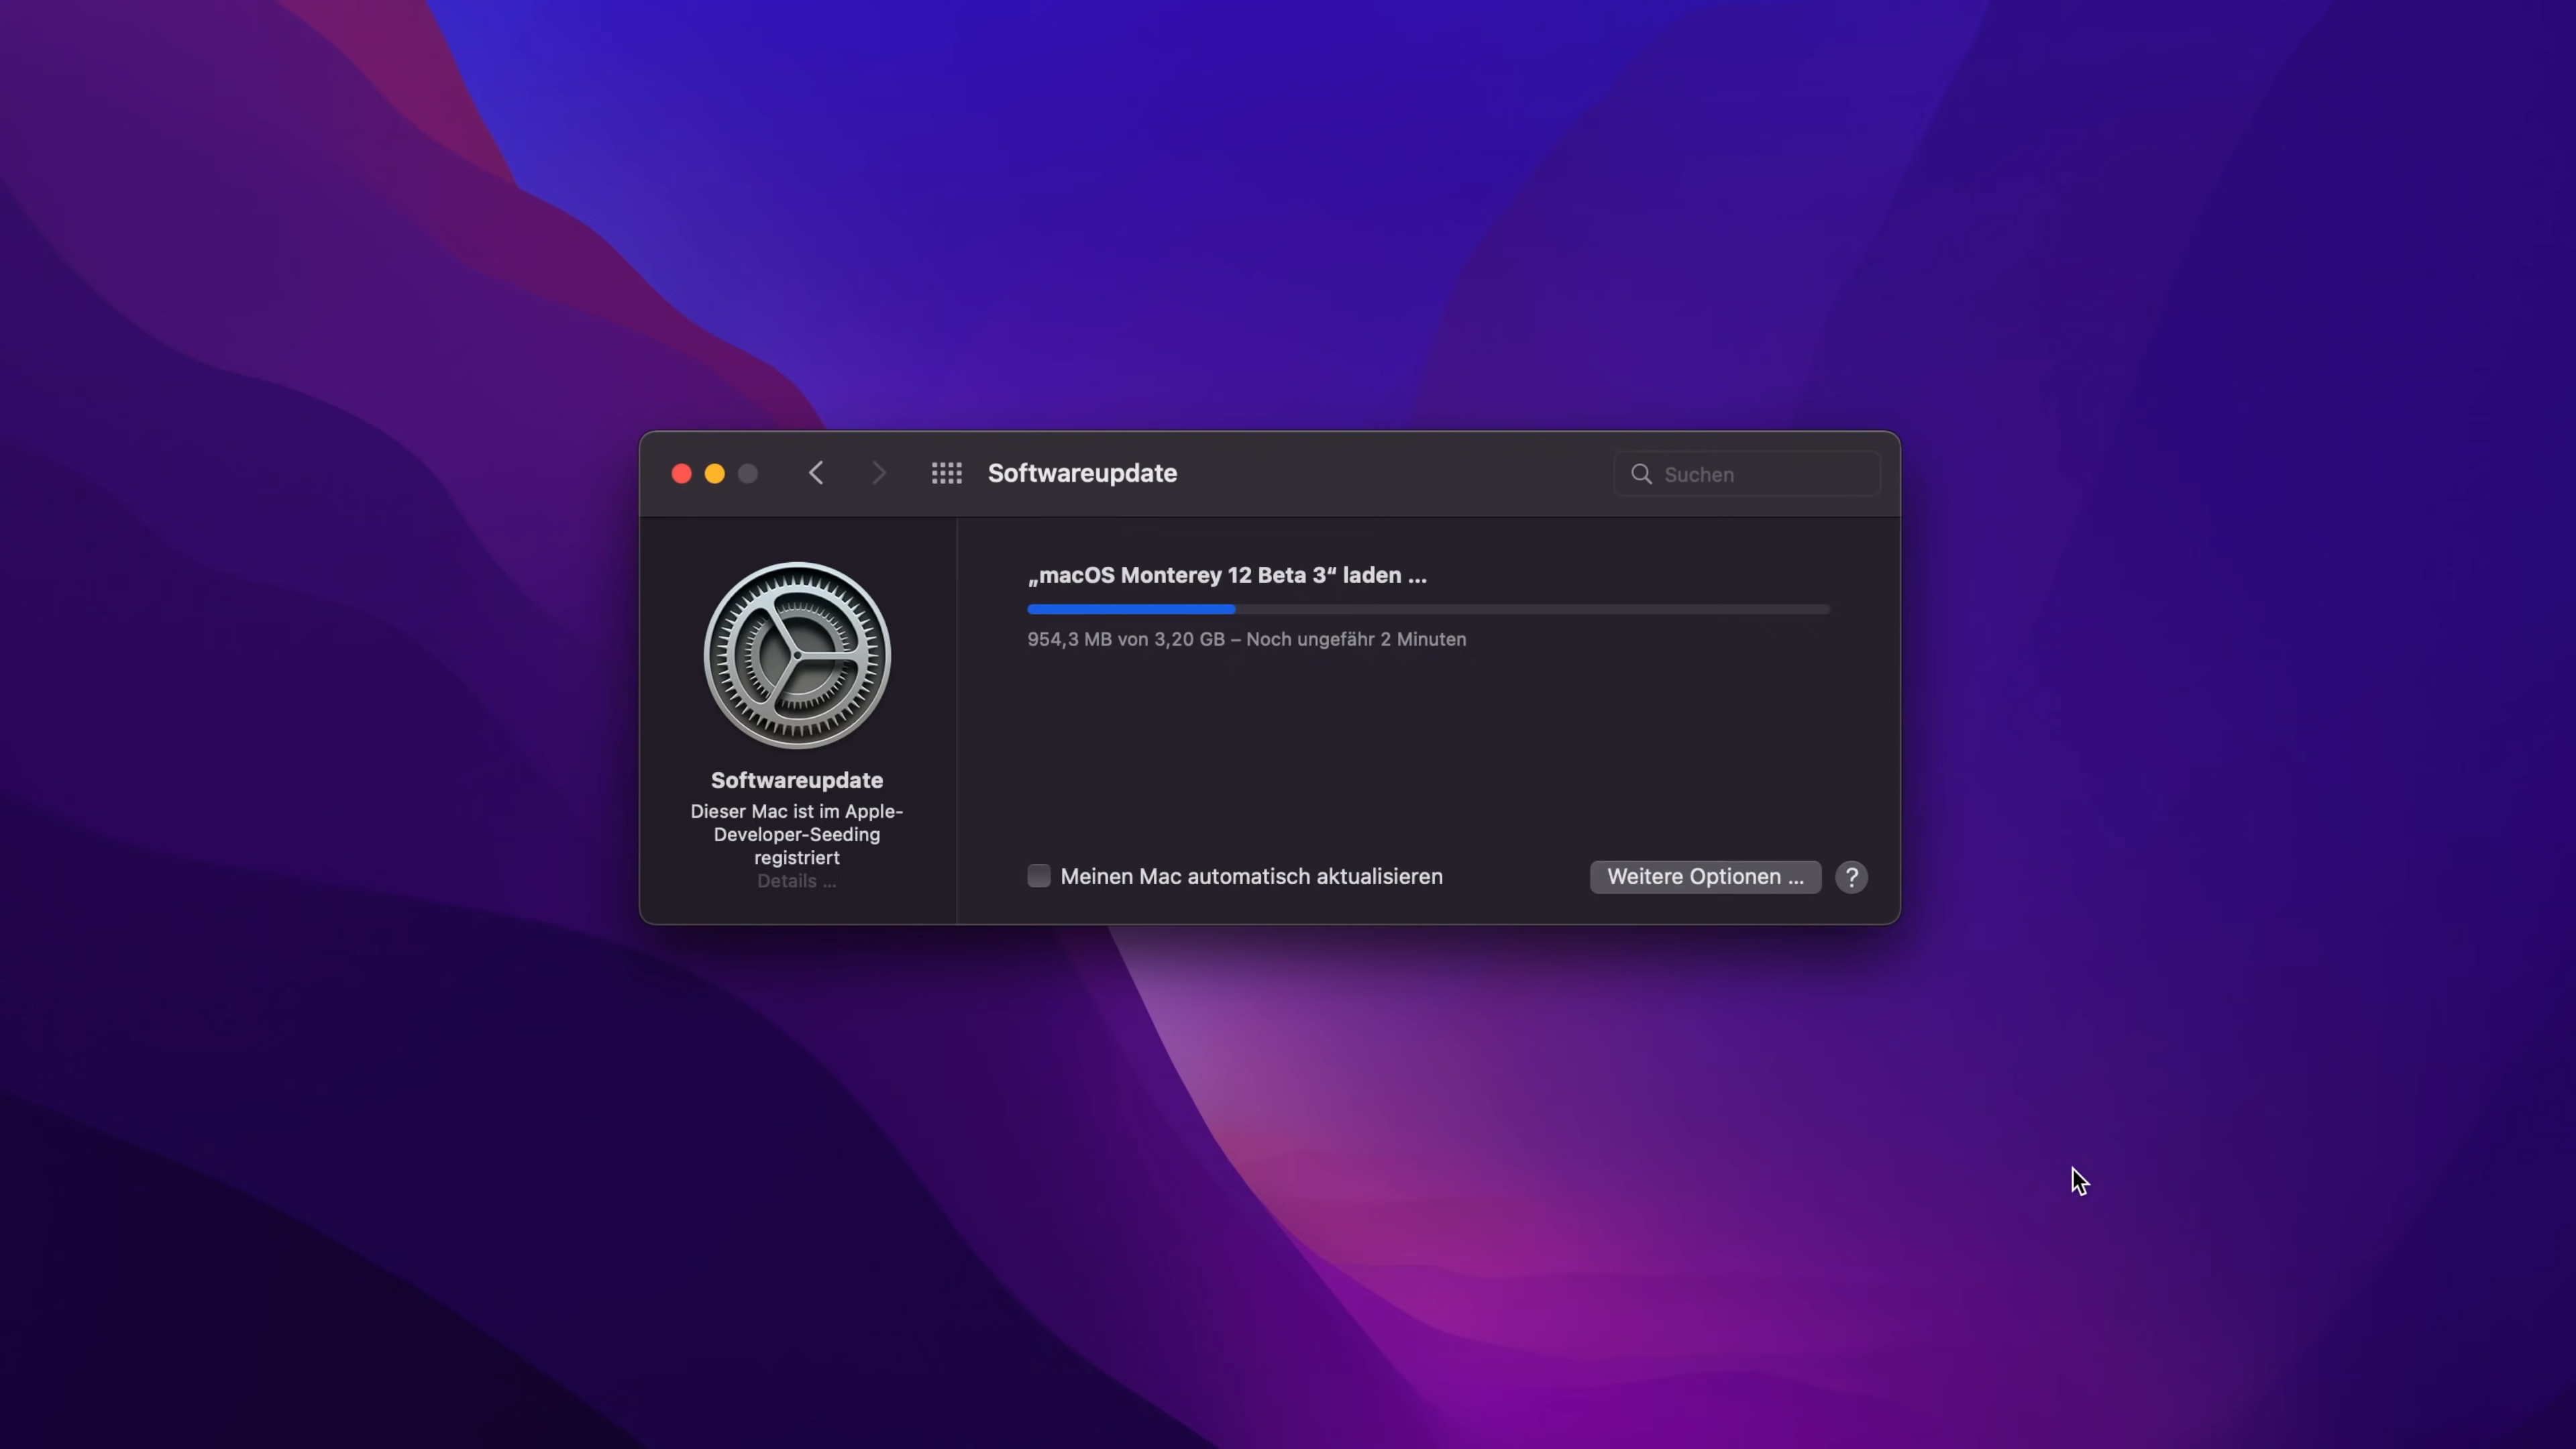 Softwareupdate
Suchen
„macOS Monterey 12 Beta 3“ laden ...
954,3 MB von 3,20 GB – Noch ungefähr 2 Minuten
Softwareupdate
Dieser Mac ist im Apple-
Developer-Seeding
registriert
Details ...
Meinen Mac automatisch aktualisieren
Weitere Optionen ...
?